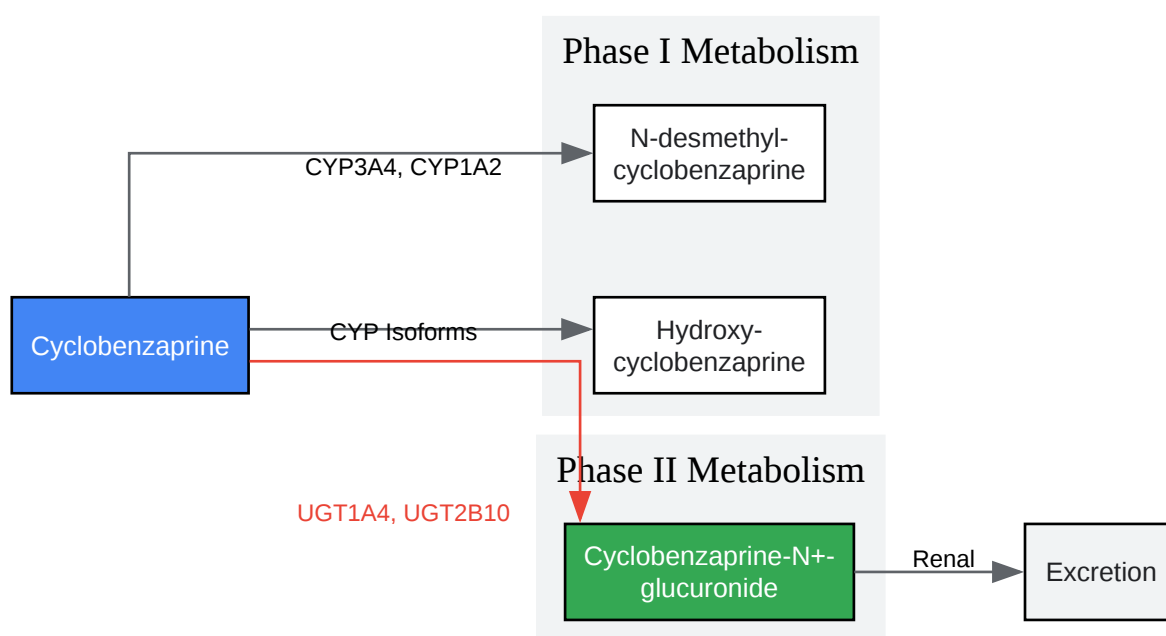 Phase I Metabolism
N-desmethyl-
cyclobenzaprine
CYP3A4, CYP1A2
Cyclobenzaprine
CYP Isoforms
Hydroxy-
cyclobenzaprine
Phase II Metabolism
UGT1A4, UGT2B10
Cyclobenzaprine-N+-
glucuronide
Renal
Excretion